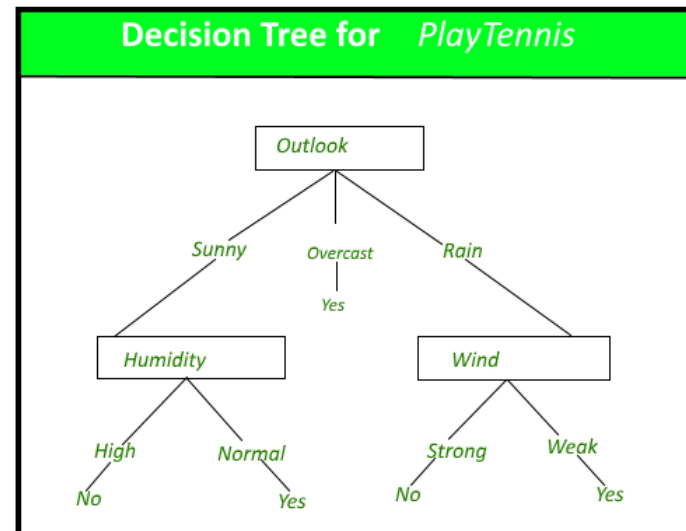 Decision Tree for PlayTennis
Outlook
Sunny
Overcast
Rain
Yes
Humidity
Wind
High
Normal
Strong
Weak
No
Yes
No
Yes